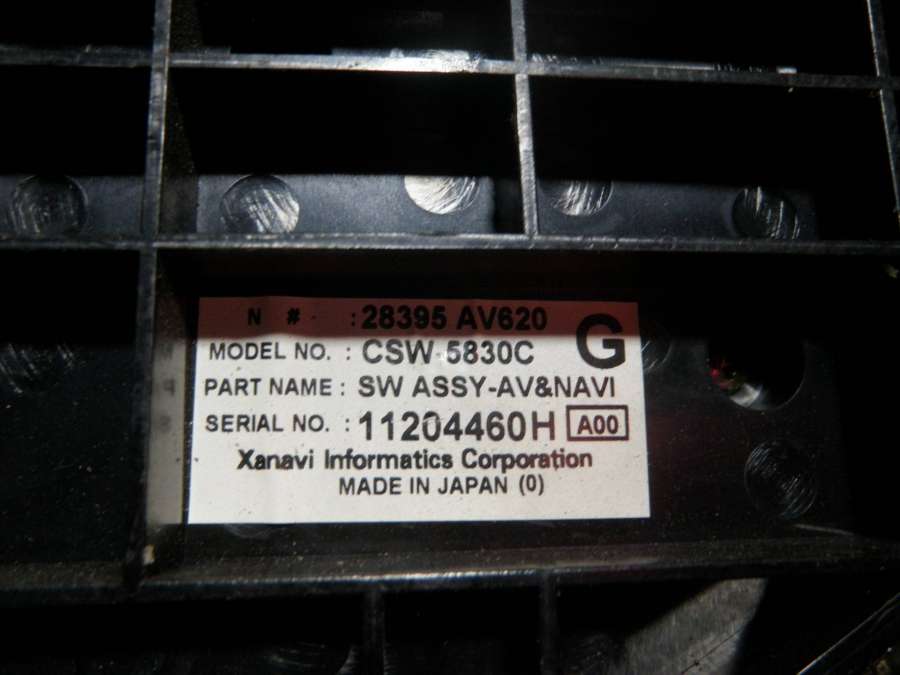 N # : 28395 AV620
G
MODEL NO. : CSW-5830C
PART NAME : SW ASSY-AV&NAVI
SERIAL NO. : 11204460H A00
Xanavi Informatics Corporation
MADE IN JAPAN (0)